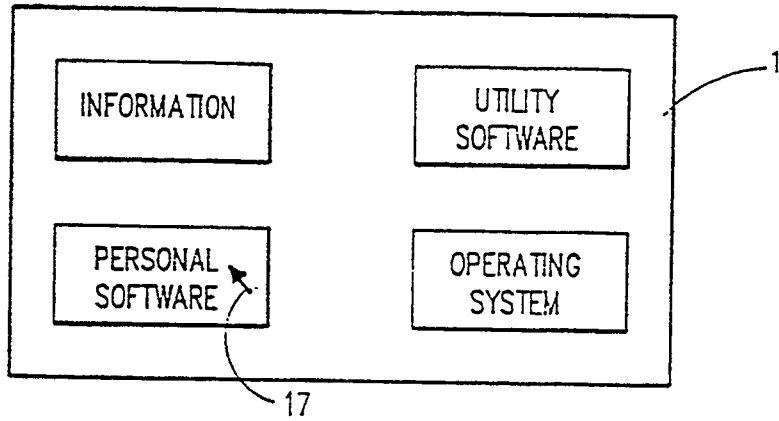 INFORMATION
UTILITY
SOFTWARE
1
PERSONAL
SOFTWARE
OPERATING
SYSTEM
17